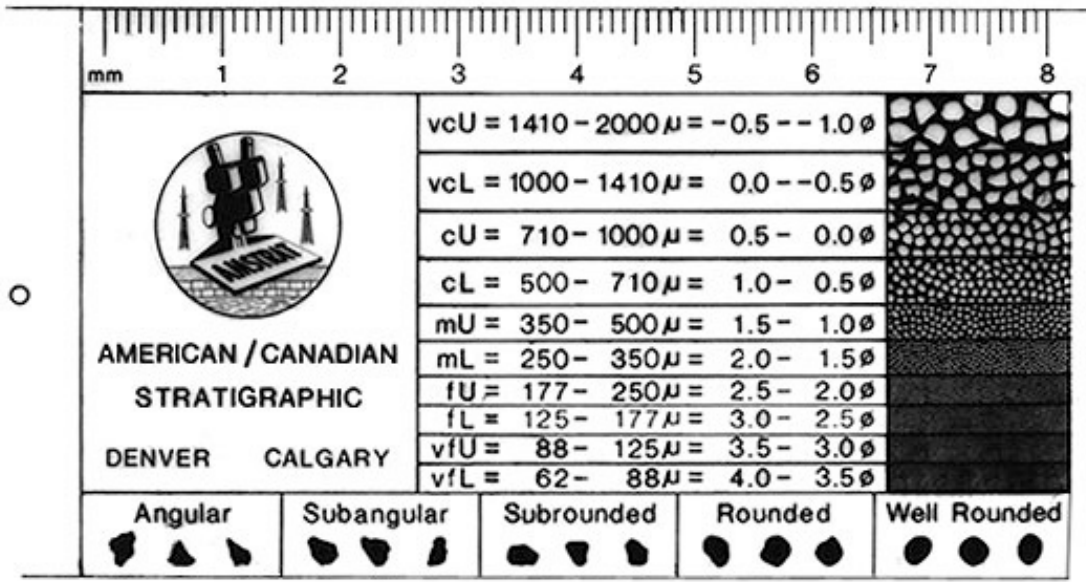 mm 1 2 3 4 5 6 7 8
AMSTRAT
AMERICAN / CANADIAN
STRATIGRAPHIC
DENVER CALGARY
vcU = 1410 - 2000 µ = -0.5 - -1.0 ø
vcL = 1000 - 1410 µ = 0.0 - -0.5 ø
cU = 710 - 1000 µ = 0.5 - 0.0 ø
cL = 500 - 710 µ = 1.0 - 0.5 ø
mU = 350 - 500 µ = 1.5 - 1.0 ø
mL = 250 - 350 µ = 2.0 - 1.5 ø
fU = 177 - 250 µ = 2.5 - 2.0 ø
fL = 125 - 177 µ = 3.0 - 2.5 ø
vfU = 88 - 125 µ = 3.5 - 3.0 ø
vfL = 62 - 88 µ = 4.0 - 3.5 ø
Angular Subangular Subrounded Rounded Well Rounded